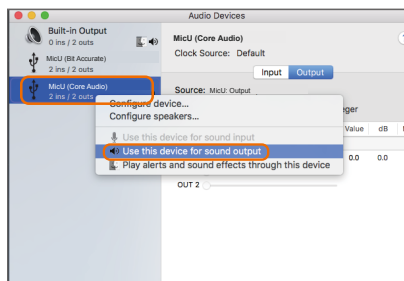 Audio Devices
Built-in Output
0 ins / 2 outs
MicU (Bit Accurate)
2 ins / 2 outs
MicU (Core Audio)
2 ins / 2 outs
MicU (Core Audio)
Clock Source: Default
Input Output
Source: MicU Output
Configure device...
Configure speakers...
Use this device for sound input
Use this device for sound output
Play alerts and sound effects through this device
Value dB
0.0 0.0
OUT 2